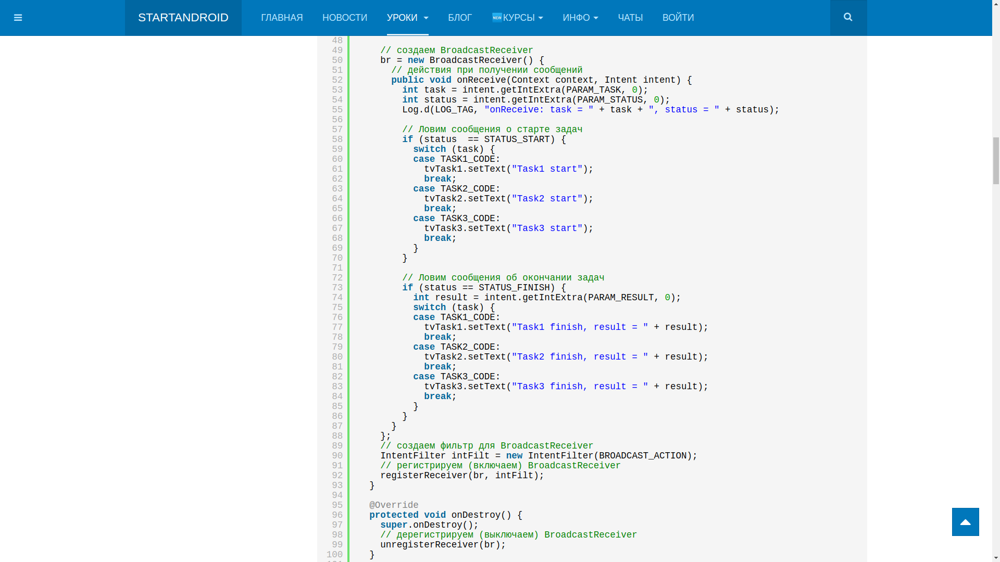 STARTANDROID ГЛАВНАЯ НОВОСТИ УРОКИ БЛОГ NEW КУРСЫ ИНФО ЧАТЫ ВОЙТИ
48
49 // создаем BroadcastReceiver
50 br = new BroadcastReceiver() {
51 // действия при получении сообщений
52 public void onReceive(Context context, Intent intent) {
53 int task = intent.getIntExtra(PARAM_TASK, 0);
54 int status = intent.getIntExtra(PARAM_STATUS, 0);
55 Log.d(LOG_TAG, "onReceive: task = " + task + ", status = " + status);
56
57 // Ловим сообщения о старте задач
58 if (status  == STATUS_START) {
59 switch (task) {
60 case TASK1_CODE:
61 tvTask1.setText("Task1 start");
62 break;
63 case TASK2_CODE:
64 tvTask2.setText("Task2 start");
65 break;
66 case TASK3_CODE:
67 tvTask3.setText("Task3 start");
68 break;
69 }
70 }
71
72 // Ловим сообщения об окончании задач
73 if (status == STATUS_FINISH) {
74 int result = intent.getIntExtra(PARAM_RESULT, 0);
75 switch (task) {
76 case TASK1_CODE:
77 tvTask1.setText("Task1 finish, result = " + result);
78 break;
79 case TASK2_CODE:
80 tvTask2.setText("Task2 finish, result = " + result);
81 break;
82 case TASK3_CODE:
83 tvTask3.setText("Task3 finish, result = " + result);
84 break;
85 }
86 }
87 }
88 };
89 // создаем фильтр для BroadcastReceiver
90 IntentFilter intFilt = new IntentFilter(BROADCAST_ACTION);
91 // регистрируем (включаем) BroadcastReceiver
92 registerReceiver(br, intFilt);
93 }
94
95 @Override
96 protected void onDestroy() {
97 super.onDestroy();
98 // дерегистрируем (выключаем) BroadcastReceiver
99 unregisterReceiver(br);
100 }